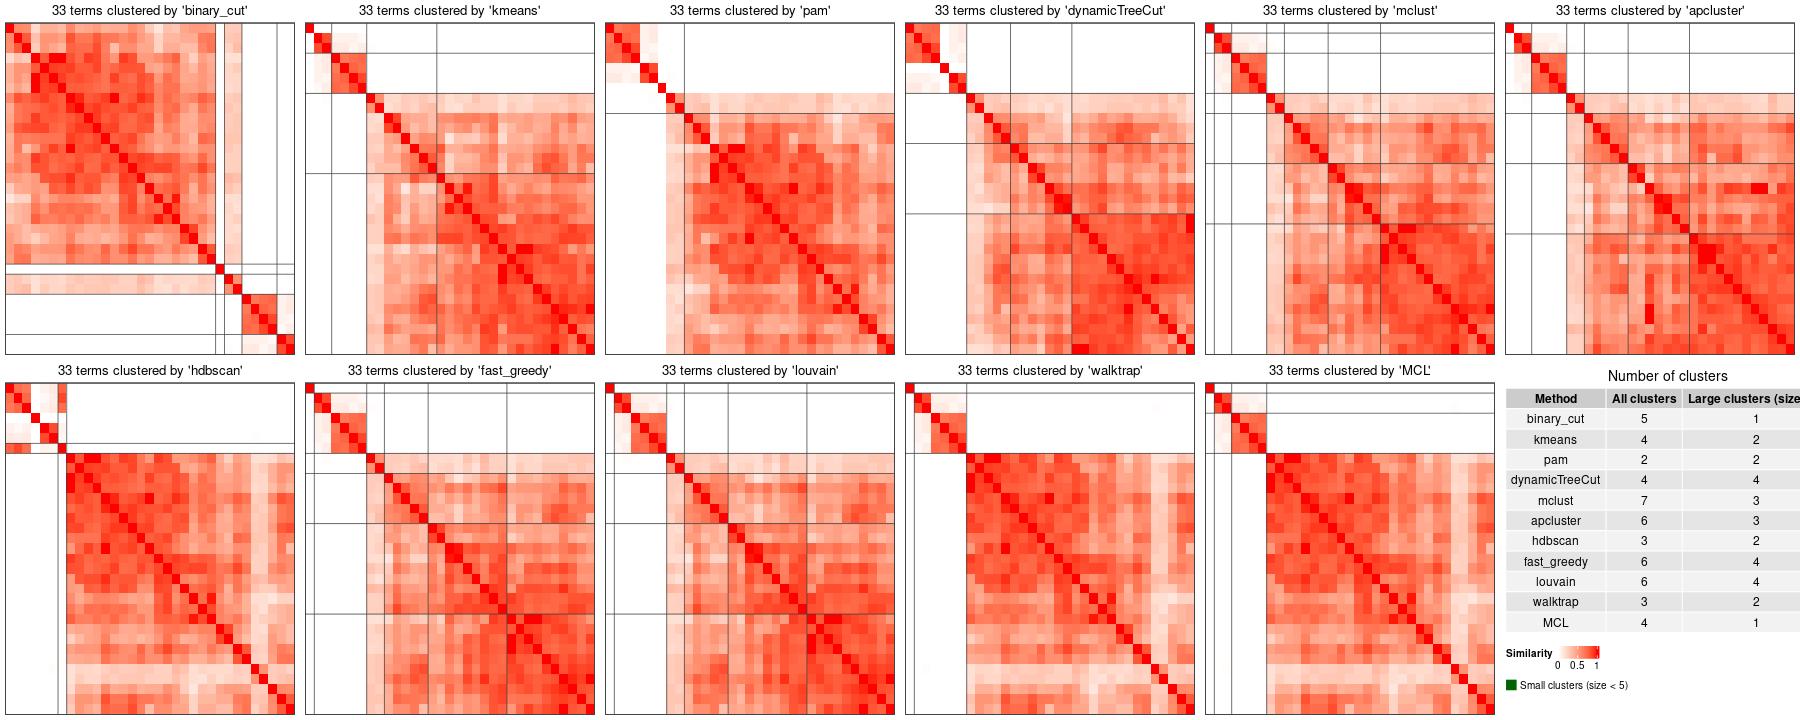 33 terms clustered by 'binary_cut'
33 terms clustered by 'kmeans'
33 terms clustered by 'pam'
33 terms clustered by 'dynamicTreeCut'
33 terms clustered by 'mclust'
33 terms clustered by 'apcluster'
33 terms clustered by 'hdbscan'
33 terms clustered by 'fast_greedy'
33 terms clustered by 'louvain'
33 terms clustered by 'walktrap'
33 terms clustered by 'MCL'
Number of clusters
Method All clusters Large clusters (size
binary_cut 5 1
kmeans 4 2
pam 2 2
dynamicTreeCut 4 4
mclust 7 3
apcluster 6 3
hdbscan 3 2
fast_greedy 6 4
louvain 6 4
walktrap 3 2
MCL 4 1
Similarity
0 0.5 1
Small clusters (size < 5)